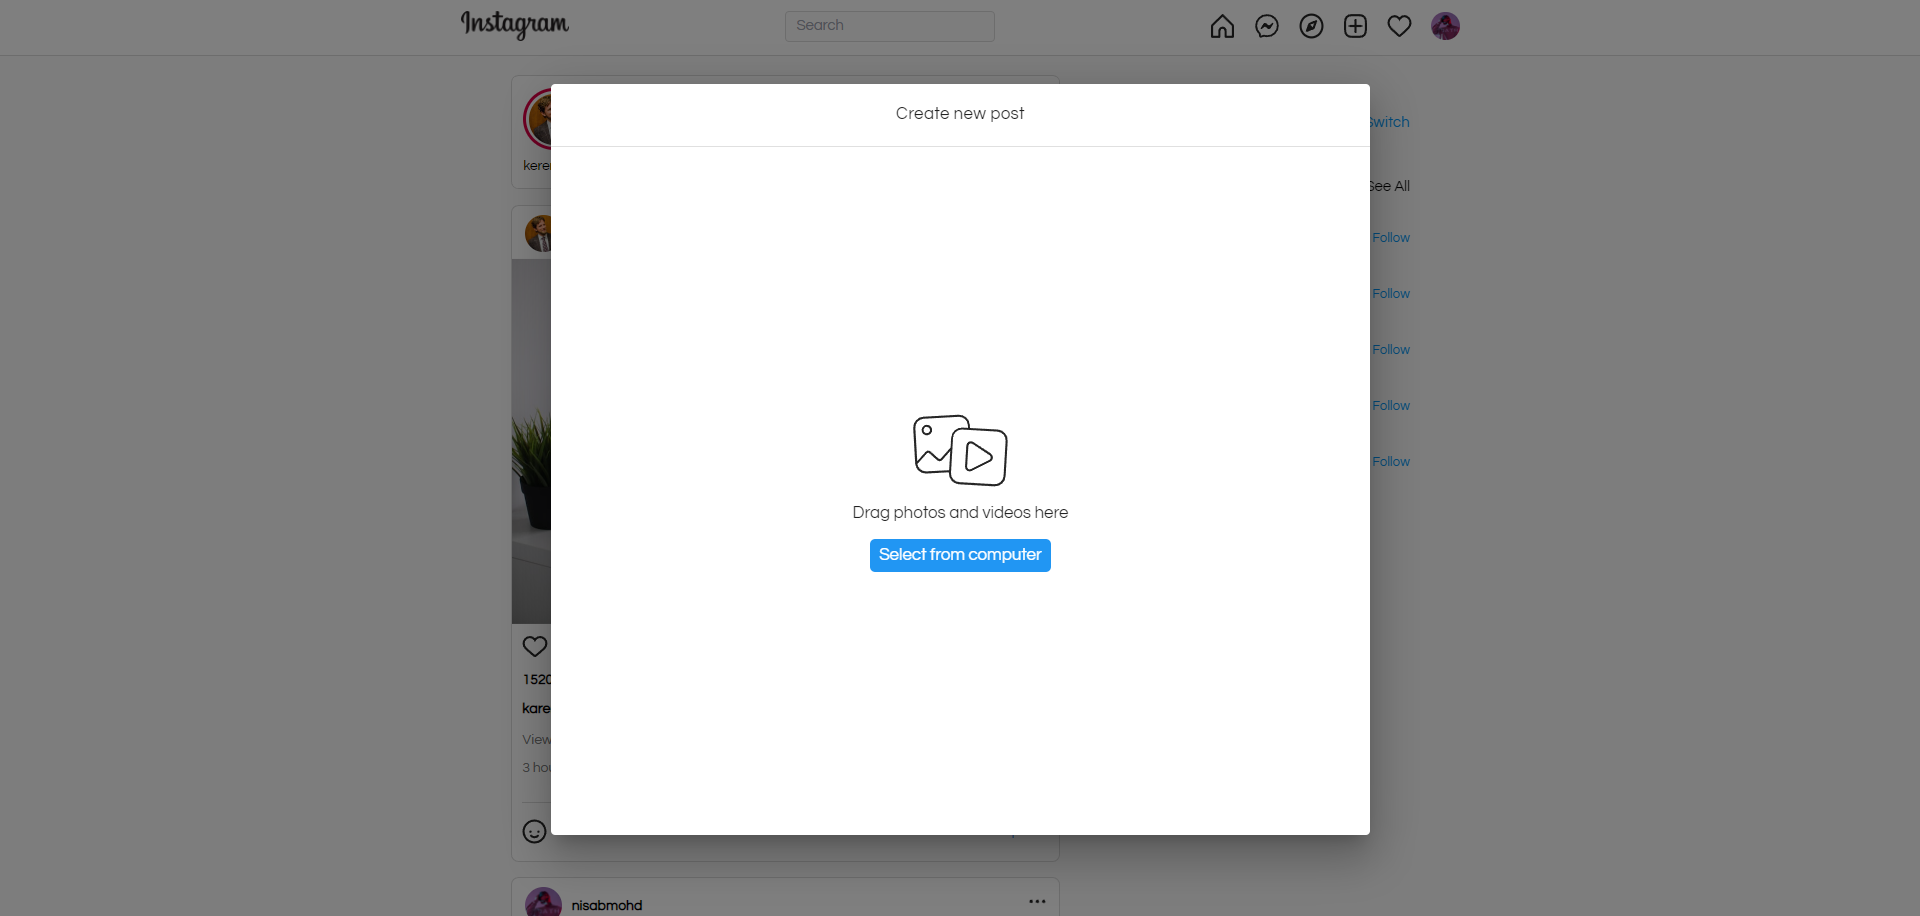 Instagram
Search
Create new post
Switch
See All
Follow
Follow
Follow
Follow
Follow
Drag photos and videos here
Select from computer
1520
kare
View
3 hou
nisabmohd